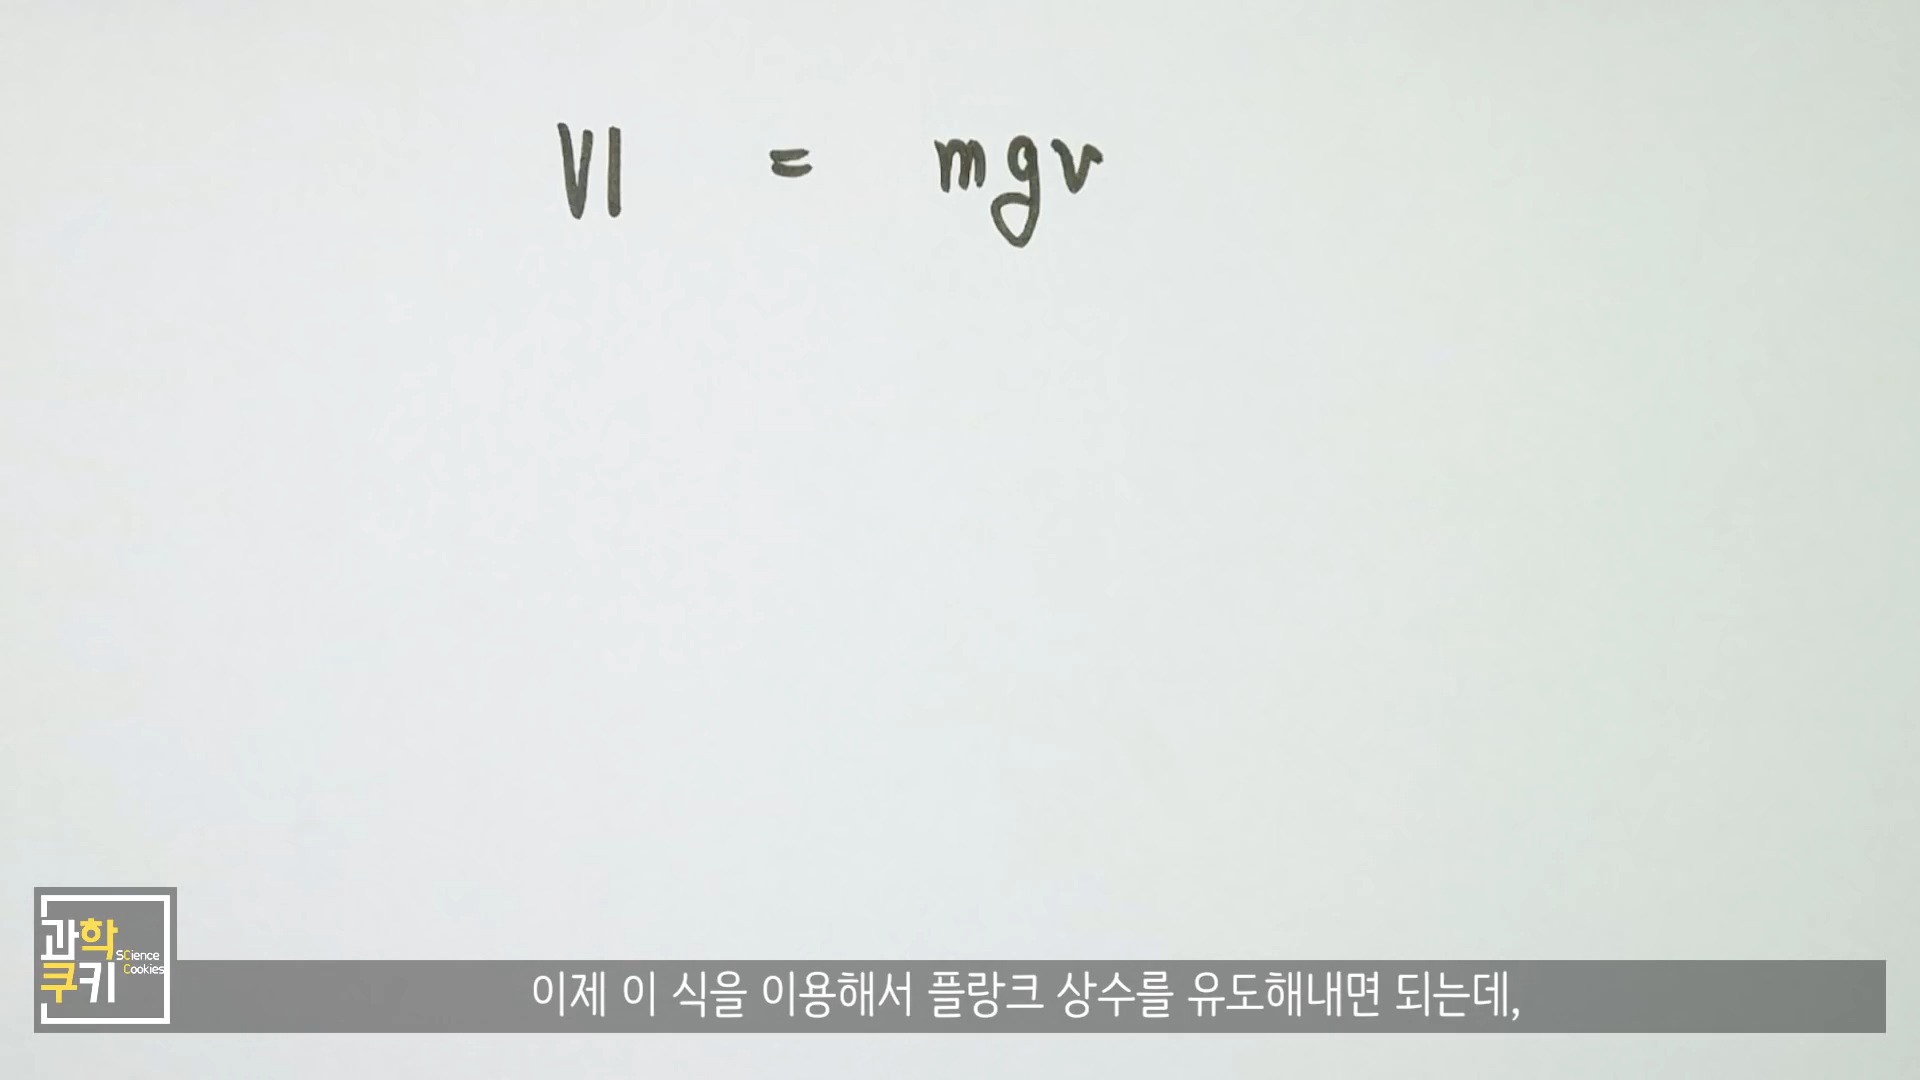 VI = mgv
과학
쿠키
SCience
Cookies
이제 이 식을 이용해서 플랑크 상수를 유도해내면 되는데,